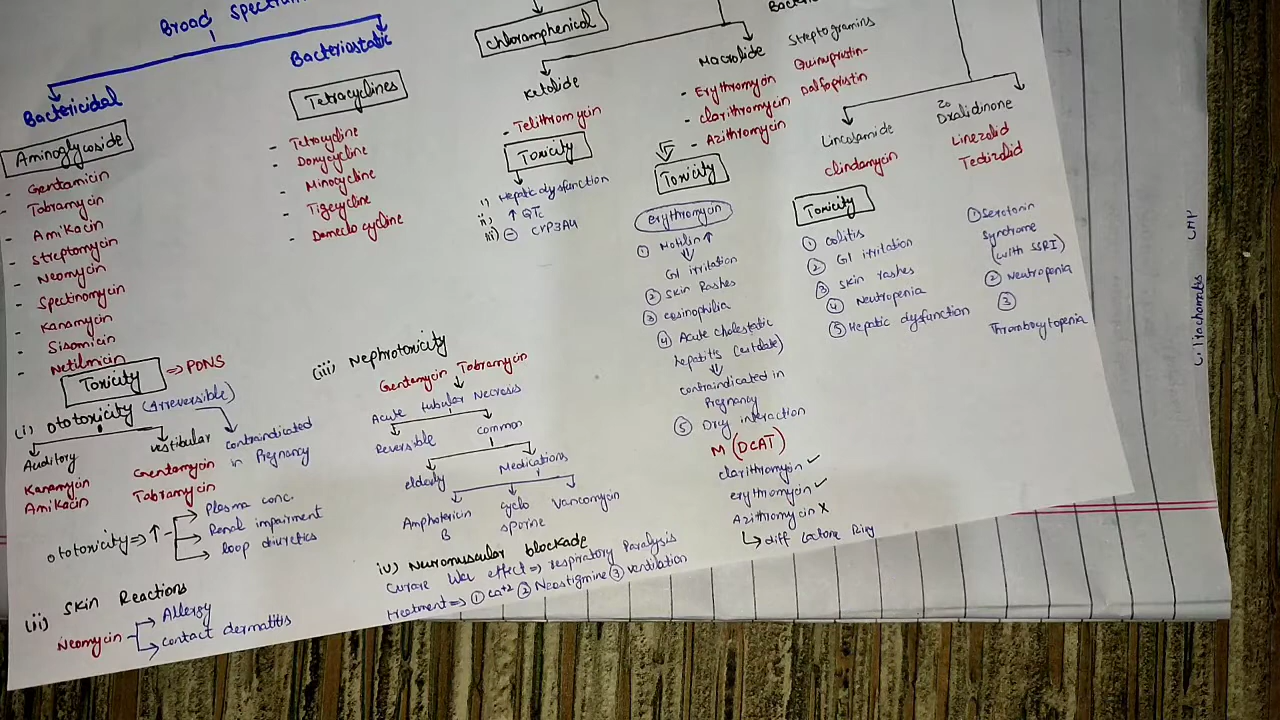 Broad Spectrum
Bactericidal
Bacteriostatic
Aminoglycoside
- Gentamicin
- Tobramycin
- Amikacin
- Streptomycin
- Neomycin
- Spectinomycin
- Kanamycin
- Sisomicin
- Netilmicin
Toxicity => PDNS
(i) Ototoxicity (Irreversible)
Auditory
Kanamycin
Amikacin
vestibular
Gentamycin
Tobramycin
contraindicated
in Pregnancy
ototoxicity => ↑
Plasma conc.
Renal impairment
loop diuretics
(ii) Skin Reactions
Neomycin
Allergy
contact dermatitis
Tetracyclines
- Tetracycline
- Doxycycline
- Minocycline
- Tigecycline
- Demeclocycline
(iii) Nephrotoxicity
Gentamycin Tobramycin
Acute tubular Necrosis
Reversible
common
elderly
Medications
Amphotericin
B
cyclo
sporine
Vancomycin
iv) Neuromuscular blockade
Curare like effect => respiratory Paralysis
treatment => ① ca+2 ② Neostigmine ③ ventilation
chloramphenical
Ketolide
- Telithromycin
Toxicity
i) Hepatic dysfunction
ii) ↑ QTc
iii) ⊖ CYP3A4
Macrolide
- Erythromycin
- clarithromycin
- Azithromycin
Toxicity
erythromycin
① Motilin ↑
GI irritation
② Skin Rashes
③ eosinophilia
④ Acute cholestatic
hepatitis (estolate)
contraindicated in
Pregnancy
⑤ Drug interaction
M (DCAT)
clarithromycin ✓
erythromycin ✓
Azithromycin X
↳ diff Lactone Ring
Streptogramins
Quinupristin-
Dalfopristin
Lincosamide
clindamycin
Toxicity
① colitis
② GI irritation
③ skin rashes
④ Neutropenia
⑤ Hepatic dysfunction
Oxalidinone
Linezolid
Tedizolid
① Serotonin
Syndrome
(with SSRI)
② Neutropenia
③
Thrombocytopenia